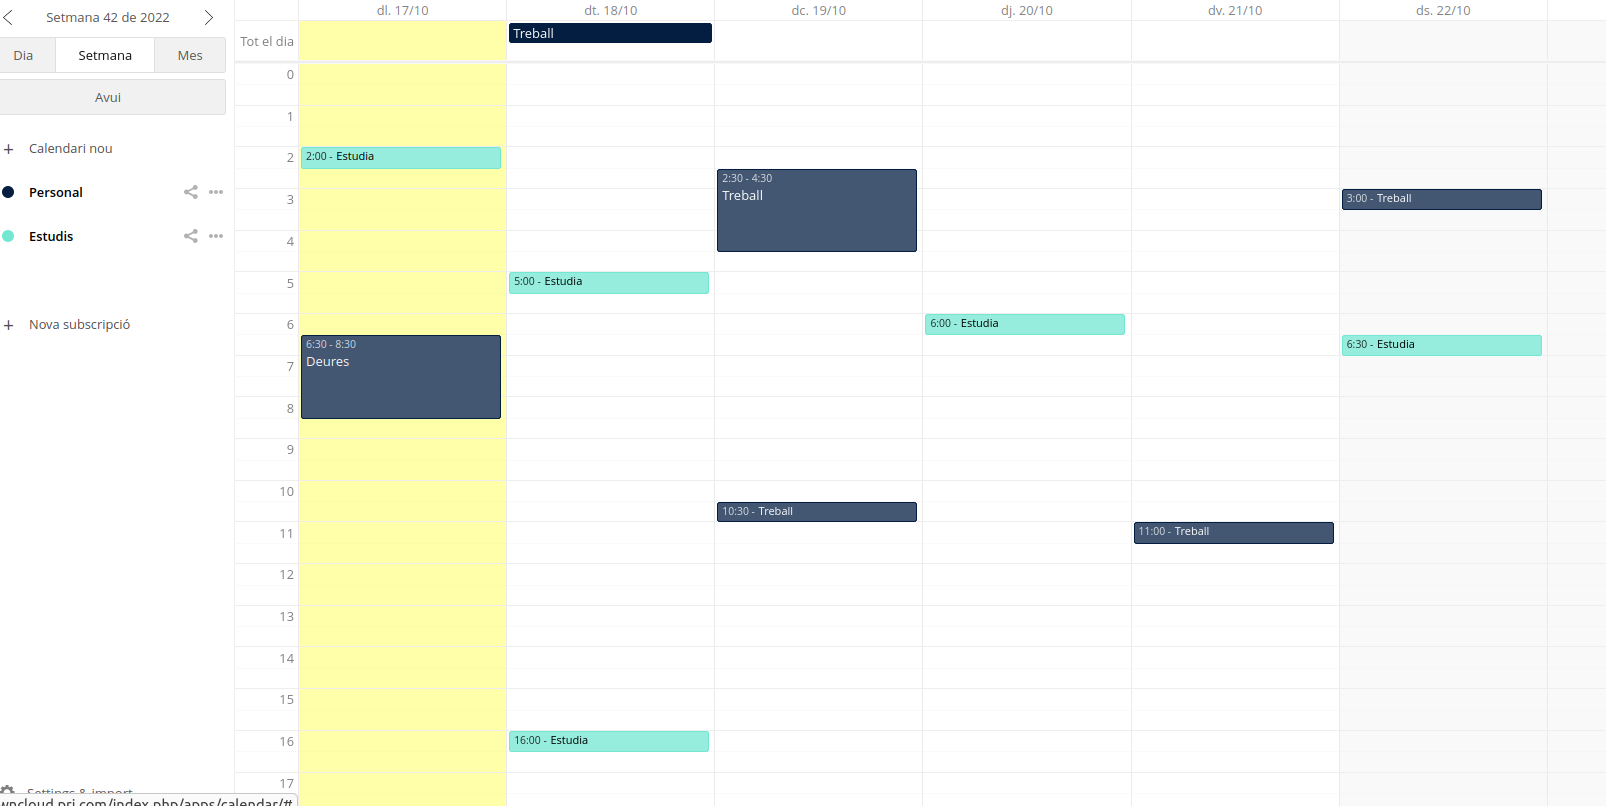 Setmana 42 de 2022
Dia Setmana Mes
Avui
Calendari nou
Personal
Estudis
Nova subscripció
Settings & import
wncloud.pri.com/index.php/apps/calendar/#
dl. 17/10 dt. 18/10 dc. 19/10 dj. 20/10 dv. 21/10 ds. 22/10
Tot el dia Treball
0
1
2 2:00 - Estudia
2:30 - 4:30
Treball
3 3:00 - Treball
4
5 5:00 - Estudia
6 6:00 - Estudia
6:30 - 8:30 6:30 - Estudia
Deures
7
8
9
10
10:30 - Treball
11 11:00 - Treball
12
13
14
15
16 16:00 - Estudia
17